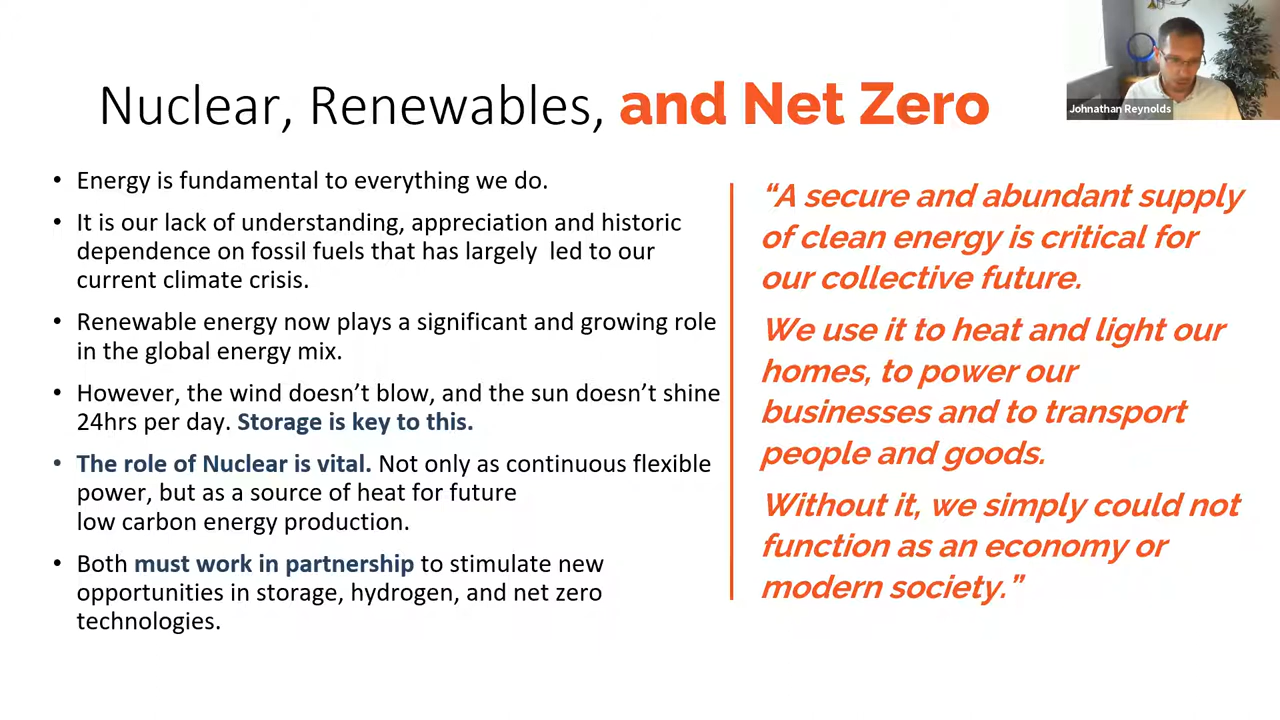 Nuclear, Renewables, and Net Zero
Johnathan Reynolds
• Energy is fundamental to everything we do.
• It is our lack of understanding, appreciation and historic
dependence on fossil fuels that has largely led to our
current climate crisis.
• Renewable energy now plays a significant and growing role
in the global energy mix.
• However, the wind doesn’t blow, and the sun doesn’t shine
24hrs per day. Storage is key to this.
• The role of Nuclear is vital. Not only as continuous flexible
power, but as a source of heat for future
low carbon energy production.
• Both must work in partnership to stimulate new
opportunities in storage, hydrogen, and net zero
technologies.
“A secure and abundant supply
of clean energy is critical for
our collective future.
We use it to heat and light our
homes, to power our
businesses and to transport
people and goods.
Without it, we simply could not
function as an economy or
modern society.”